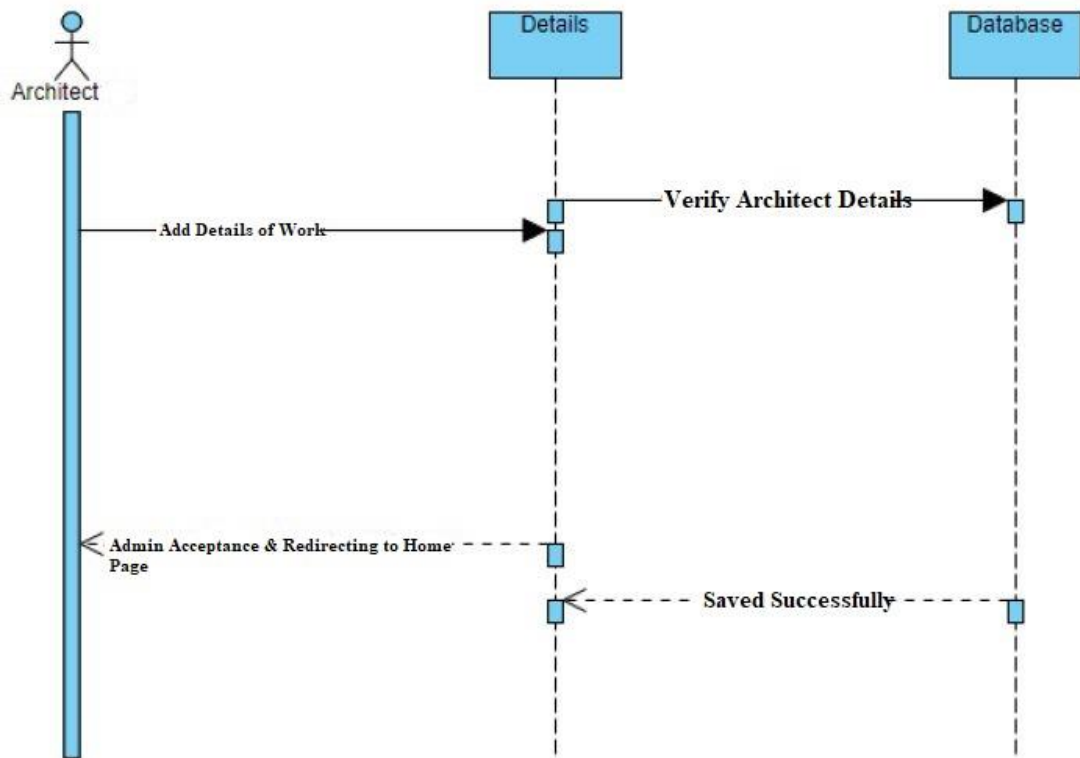 Details
Database
Architect
Verify Architect Details
Add Details of Work
Admin Acceptance & Redirecting to Home
Page
Saved Successfully